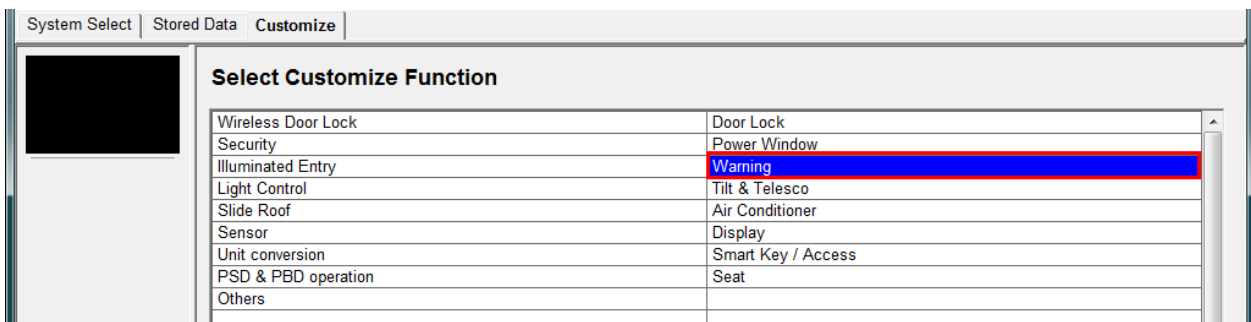 System Select Stored Data Customize
Select Customize Function
Wireless Door Lock Door Lock
Security Power Window
Illuminated Entry Warning
Light Control Tilt & Telesco
Slide Roof Air Conditioner
Sensor Display
Unit conversion Smart Key / Access
PSD & PBD operation Seat
Others